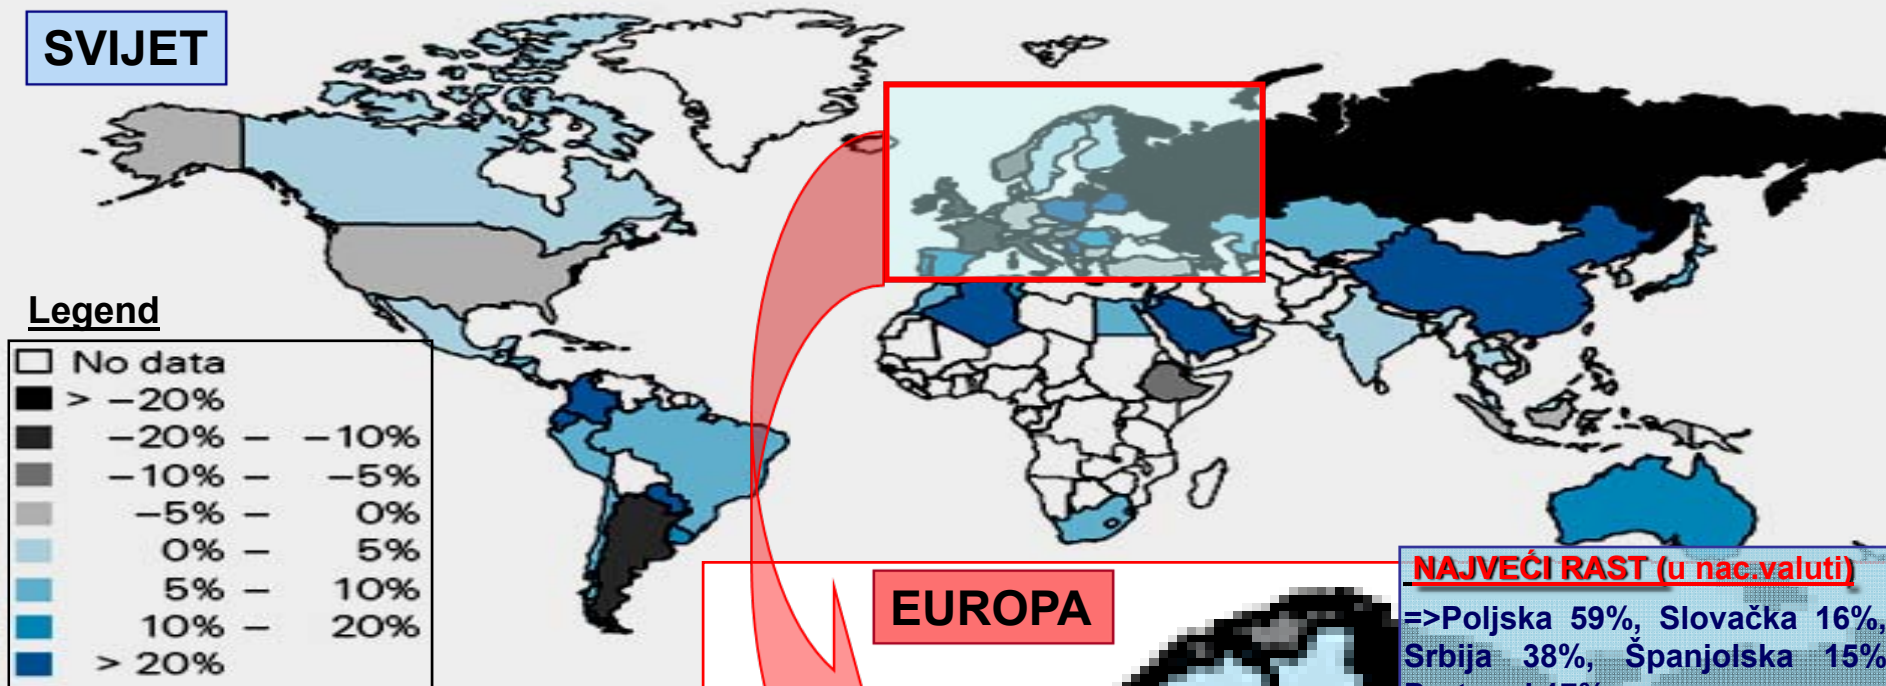 SVIJET
Legend
No data
> −20%
−20% – −10%
−10% – −5%
−5% – 0%
0% – 5%
5% – 10%
10% – 20%
> 20%
EUROPA
NAJVEĆI RAST (u nac.valuti)
=>Poljska 59%, Slovačka 16%,
Srbija 38%, Španjolska 15%